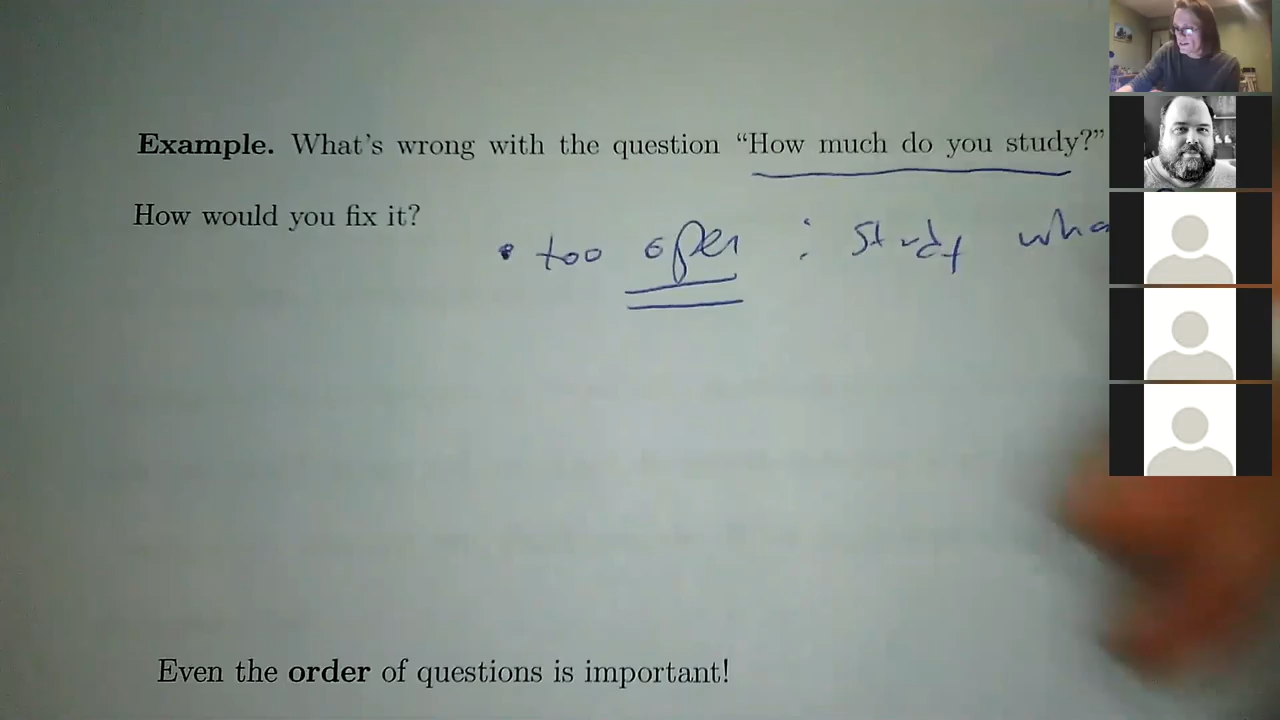 Example. What's wrong with the question “How much do you study?”
How would you fix it?
• too open : study
Even the order of questions is important!